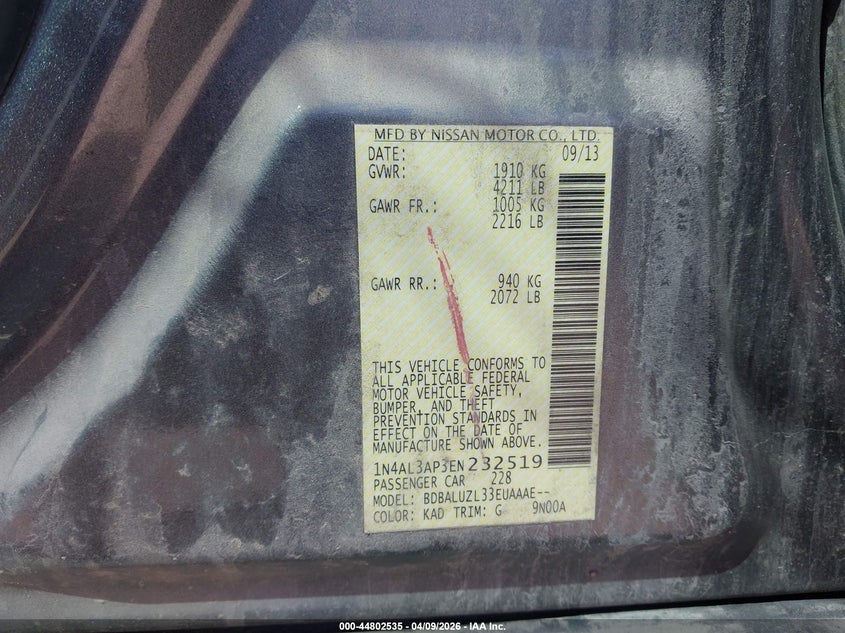 MFD BY NISSAN MOTOR CO., LTD.
DATE: 09/13
GVWR: 1910 KG
4211 LB
GAWR FR.: 1005 KG
2216 LB
GAWR RR.: 940 KG
2072 LB
THIS VEHICLE CONFORMS TO
ALL APPLICABLE FEDERAL
MOTOR VEHICLE SAFETY,
BUMPER, AND THEFT
PREVENTION STANDARDS IN
EFFECT ON THE DATE OF
MANUFACTURE SHOWN ABOVE.
1N4AL3AP3EN232519
PASSENGER CAR 228
MODEL: BDBALUZL33EUAAAE--
COLOR: KAD TRIM: G 9N00A
000-44802535 - 04/09/2026 - IAA Inc.